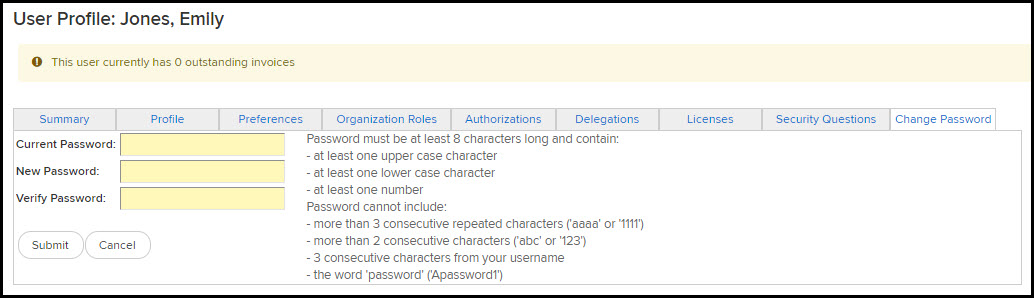 User Profile: Jones, Emily
This user currently has 0 outstanding invoices
Summary Profile Preferences Organization Roles Authorizations Delegations Licenses Security Questions Change Password
Current Password:
New Password:
Verify Password:
Submit Cancel
Password must be at least 8 characters long and contain:
- at least one upper case character
- at least one lower case character
- at least one number
Password cannot include:
- more than 3 consecutive repeated characters ('aaaa' or '1111')
- more than 2 consecutive characters ('abc' or '123')
- 3 consecutive characters from your username
- the word 'password' ('Apassword1')